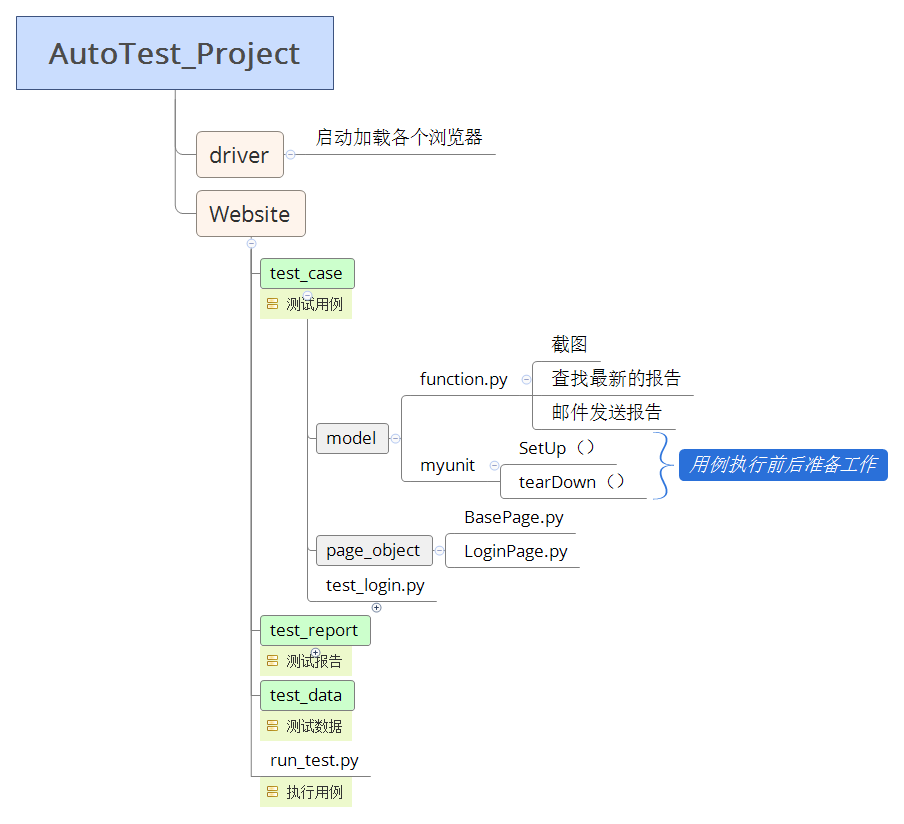 AutoTest_Project
driver
启动加载各个浏览器
Website
test_case
测试用例
model
function.py
截图
查找最新的报告
邮件发送报告
myunit
SetUp（）
tearDown（）
用例执行前后准备工作
page_object
BasePage.py
LoginPage.py
test_login.py
test_report
测试报告
test_data
测试数据
run_test.py
执行用例